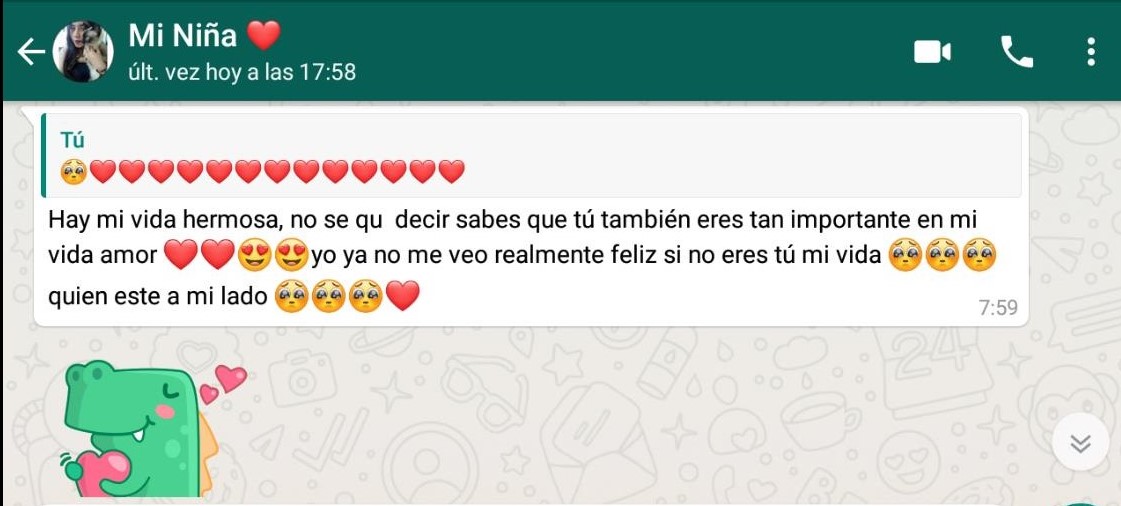 Mi Niña ❤️
últ. vez hoy a las 17:58
Tú
🥺❤️❤️❤️❤️❤️❤️❤️❤️❤️❤️❤️❤️❤️
Hay mi vida hermosa, no se qu decir sabes que tú también eres tan importante en mi
vida amor ❤️❤️😍😍yo ya no me veo realmente feliz si no eres tú mi vida 🥺🥺🥺
quien este a mi lado 🥺🥺🥺❤️
7:59